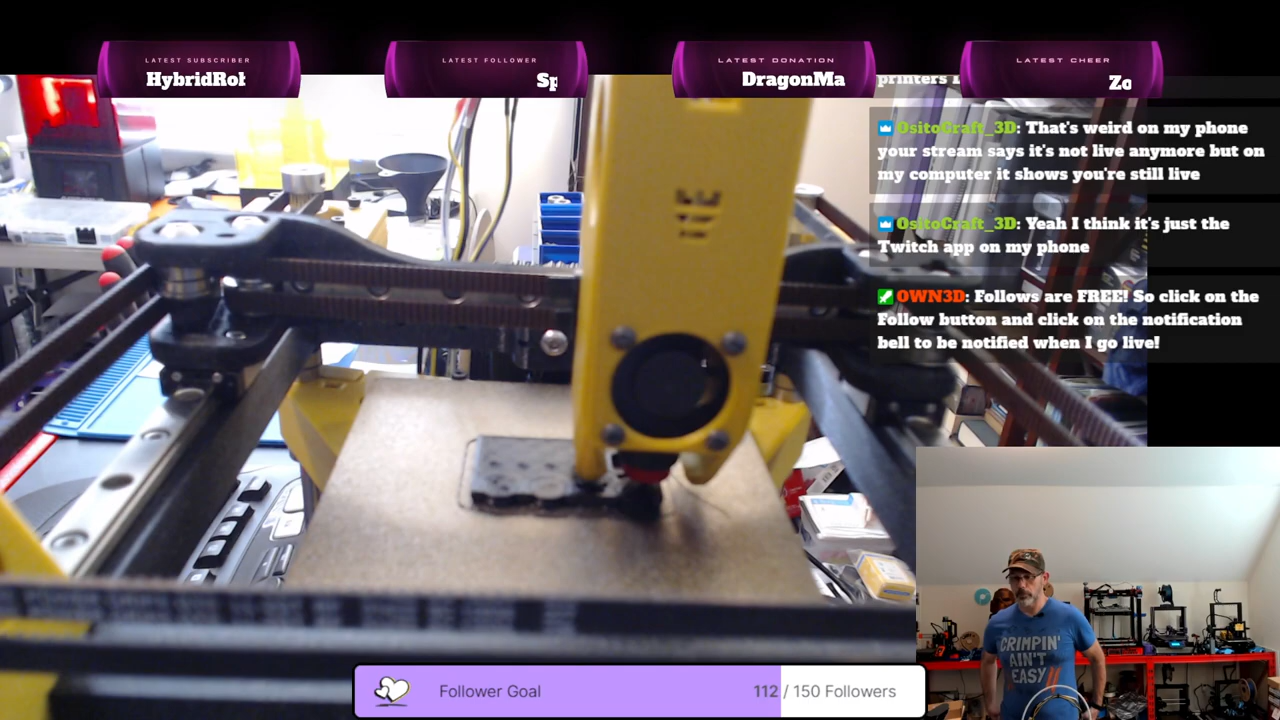 LATEST SUBSCRIBER
HybridRol
LATEST FOLLOWER
Sp
LATEST DONATION
DragonMa
LATEST CHEER
Zo
printers
OsitoCraft_3D: That's weird on my phone
your stream says it's not live anymore but on
my computer it shows you're still live
OsitoCraft_3D: Yeah I think it's just the
Twitch app on my phone
OWN3D: Follows are FREE! So click on the
Follow button and click on the notification
bell to be notified when I go live!
CRIMPIN'
AIN'T
EASY
Follower Goal
112 / 150 Followers